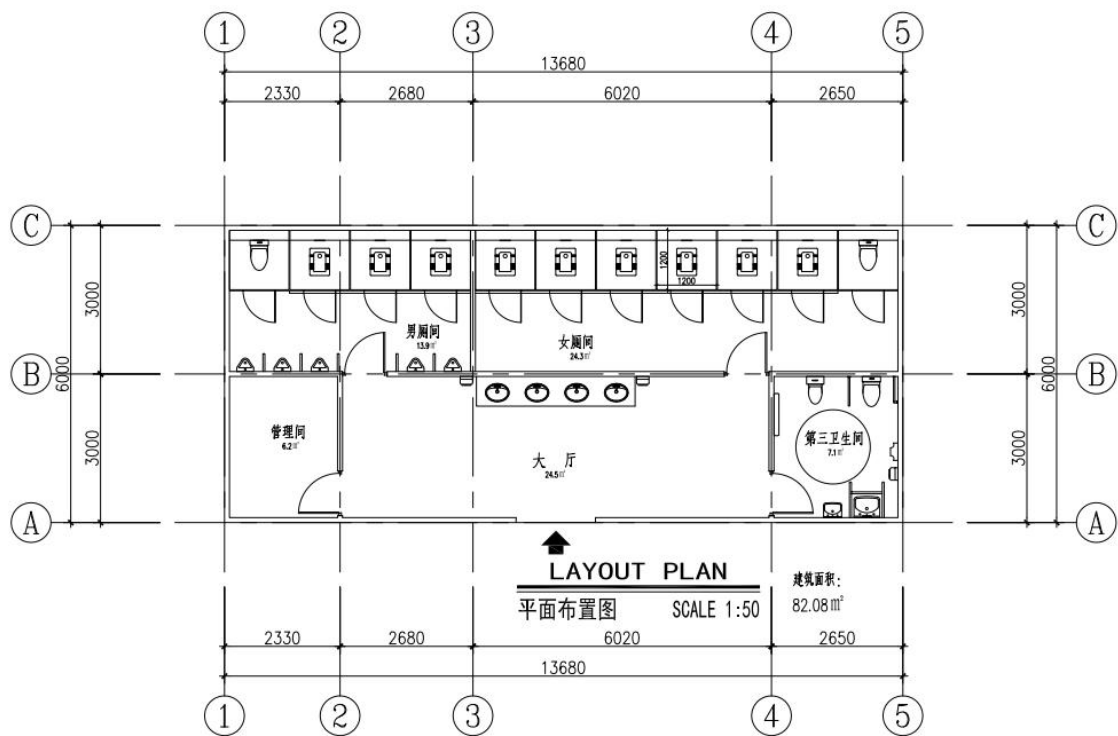 1 2 3 4 5
13680
2330 2680 6020 2650
C C
1200
1200
3000 3000
男厕间 女厕间
13.9㎡ 24.3㎡
B B
6000 6000
管理间 第三卫生间
6.2㎡ 7.1㎡
大 厅
24.5㎡
3000 3000
A A
LAYOUT PLAN
平面布置图 SCALE 1:50
建筑面积:
82.08㎡
2330 2680 6020 2650
13680
1 2 3 4 5